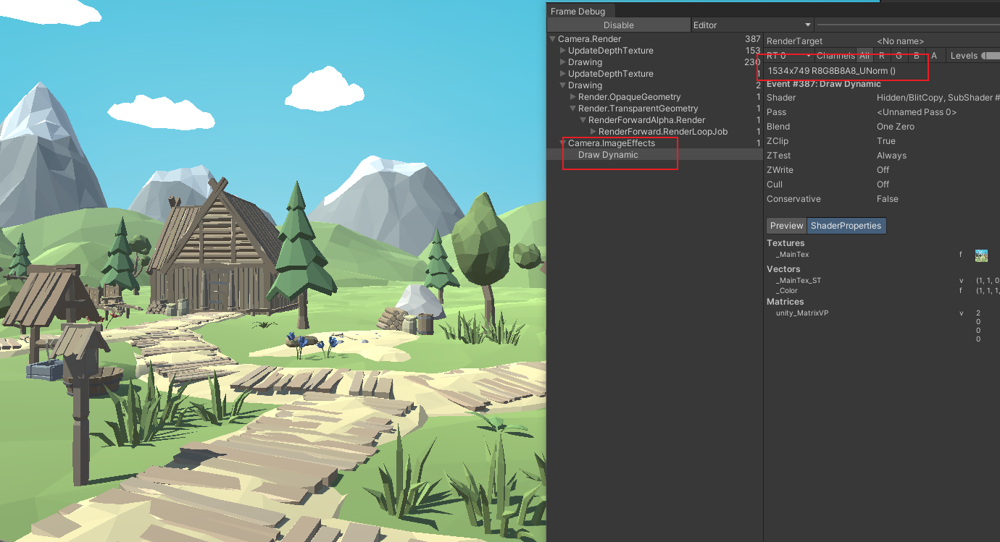 Frame Debug
Disable
Editor
Camera.Render 387
UpdateDepthTexture 153
Drawing 230
UpdateDepthTexture 1
Drawing 2
Render.OpaqueGeometry 1
Render.TransparentGeometry 1
RenderForwardAlpha.Render 1
RenderForward.RenderLoopJob 1
Camera.ImageEffects 1
Draw Dynamic
RenderTarget <No name>
RT 0 Channels All R G B A Levels
1534x749 R8G8B8A8_UNorm ()
Event #387: Draw Dynamic
Shader Hidden/BlitCopy, SubShader #
Pass <Unnamed Pass 0>
Blend One Zero
ZClip True
ZTest Always
ZWrite Off
Cull Off
Conservative False
Preview ShaderProperties
Textures
_MainTex f
Vectors
_MainTex_ST v (1, 1, 0
_Color f (1, 1, 1,
Matrices
unity_MatrixVP v 2
0
0
0